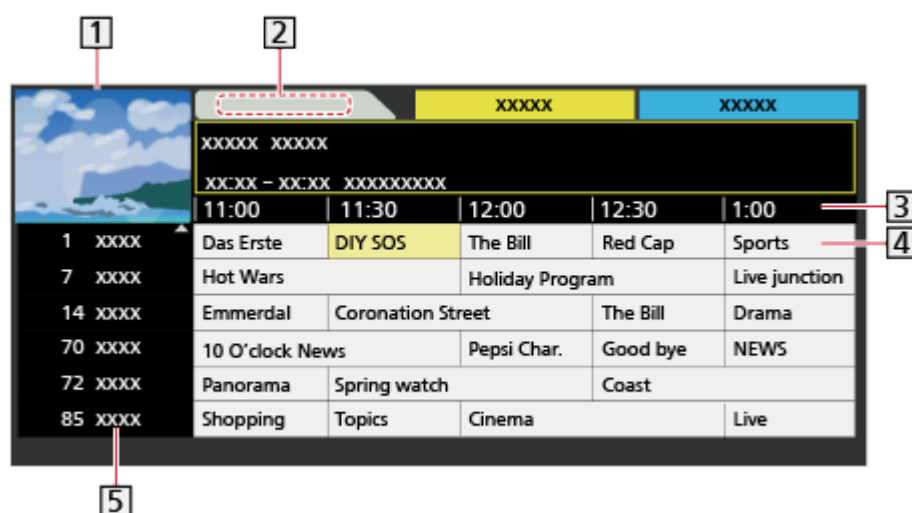 1 2
XXXXX XXXXX
XXXXX XXXXX
XX:XX – XX:XX XXXXXXXXX
11:00 11:30 12:00 12:30 1:00 3
1 XXXX Das Erste DIY SOS The Bill Red Cap Sports 4
7 XXXX Hot Wars Holiday Program Live junction
14 XXXX Emmerdal Coronation Street The Bill Drama
70 XXXX 10 O'clock News Pepsi Char. Good bye NEWS
72 XXXX Panorama Spring watch Coast
85 XXXX Shopping Topics Cinema Live
5